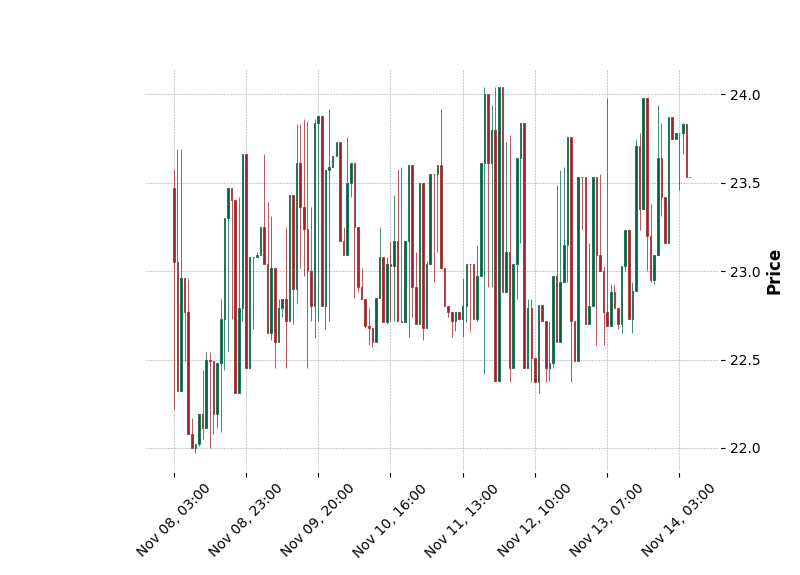 24.0
23.5
23.0
22.5
22.0
Price
Nov 08, 03:00
Nov 08, 23:00
Nov 09, 20:00
Nov 10, 16:00
Nov 11, 13:00
Nov 12, 10:00
Nov 13, 07:00
Nov 14, 03:00